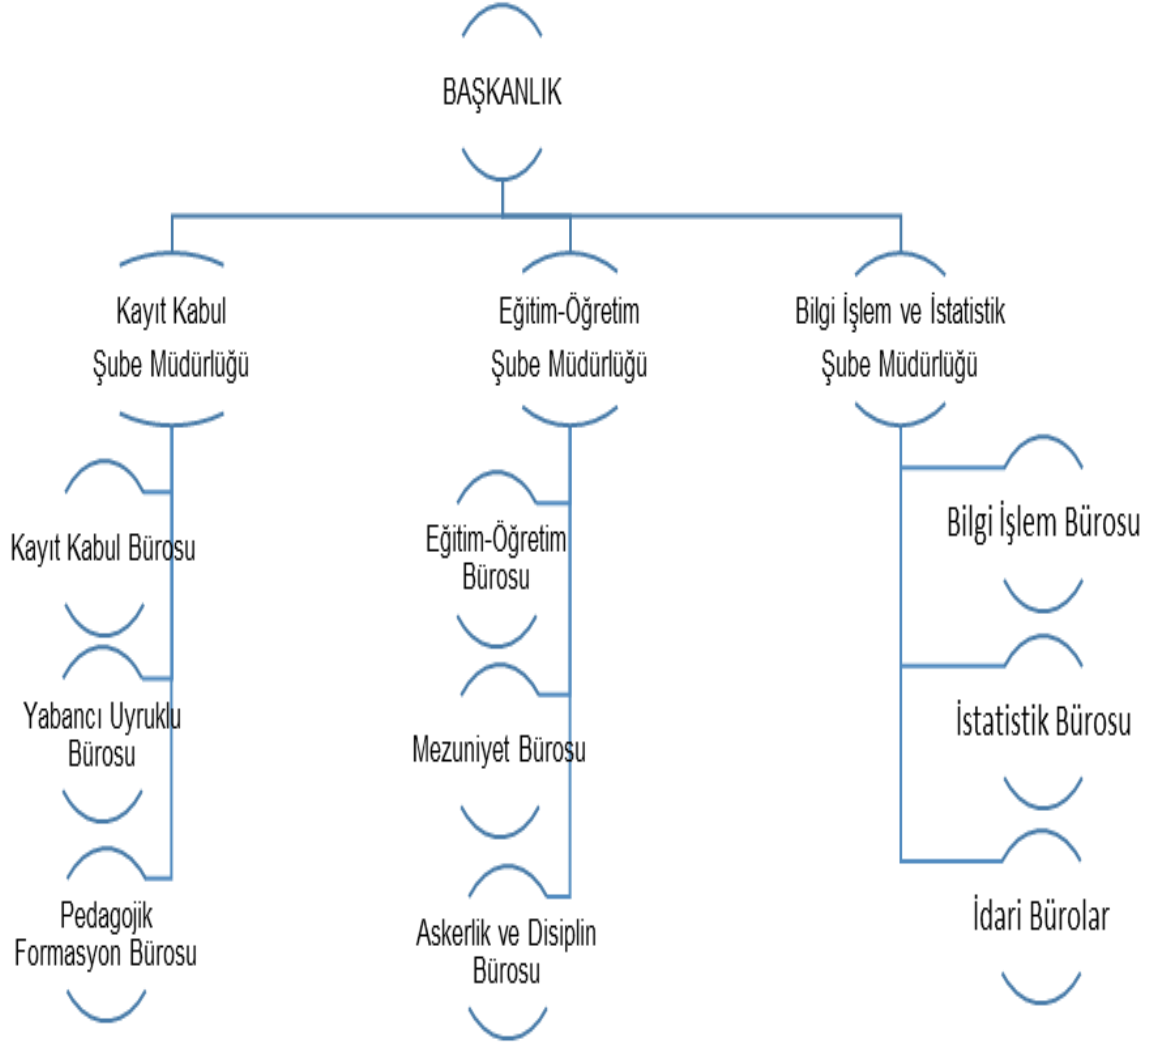 BAŞKANLIK
Kayıt Kabul
Şube Müdürlüğü
Kayıt Kabul Bürosu
Yabancı Uyruklu
Bürosu
Pedagojik
Formasyon Bürosu
Eğitim-Öğretim
Şube Müdürlüğü
Eğitim-Öğretim
Bürosu
Mezuniyet Bürosu
Askerlik ve Disiplin
Bürosu
Bilgi İşlem ve İstatistik
Şube Müdürlüğü
Bilgi İşlem Bürosu
İstatistik Bürosu
İdari Bürolar